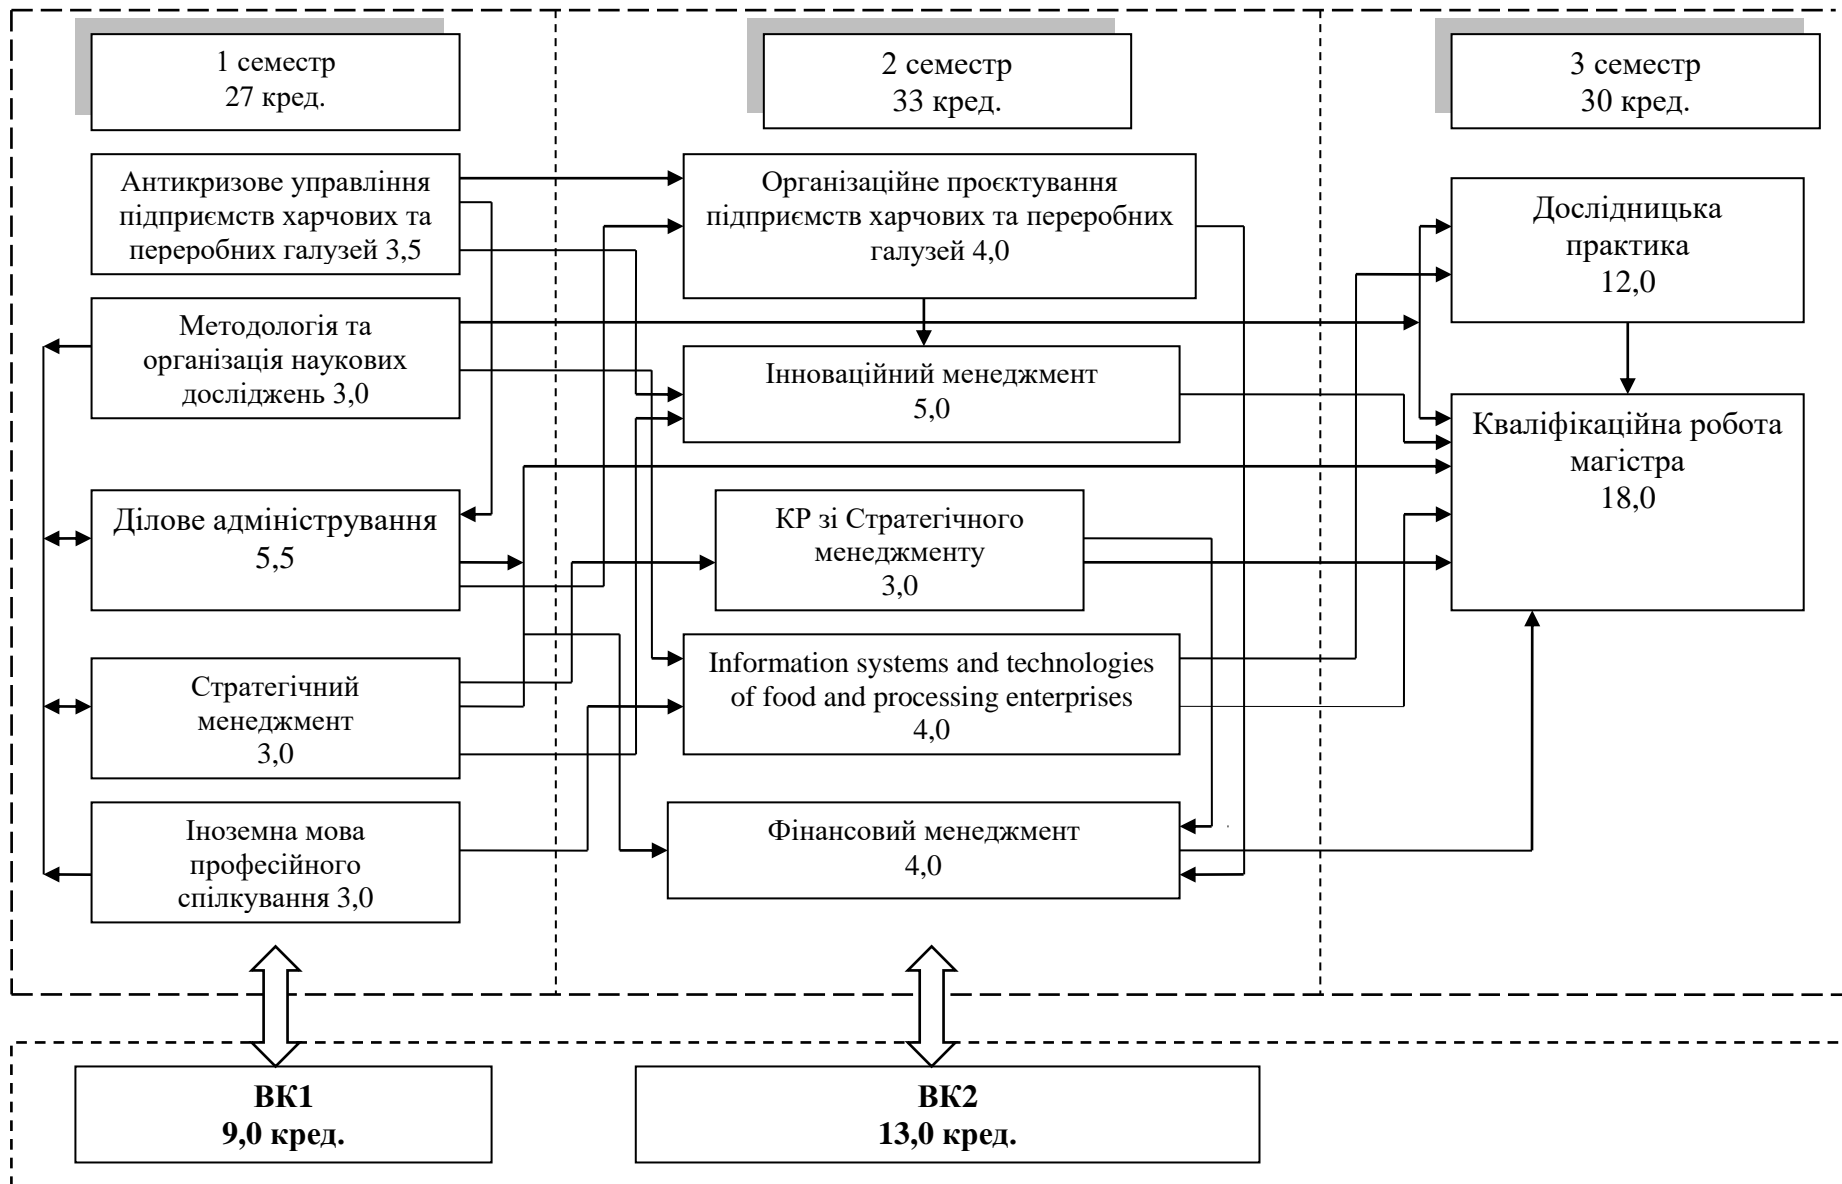 1 семестр
27 кред.
2 семестр
33 кред.
3 семестр
30 кред.
Антикризове управління
підприємств харчових та
переробних галузей 3,5
Організаційне проєктування
підприємств харчових та переробних
галузей 4,0
Дослідницька
практика
12,0
Методологія та
організація наукових
досліджень 3,0
Інноваційний менеджмент
5,0
Кваліфікаційна робота
магістра
18,0
Ділове адміністрування
5,5
КР зі Стратегічного
менеджменту
3,0
Стратегічний
менеджмент
3,0
Information systems and technologies
of food and processing enterprises
4,0
Іноземна мова
професійного
спілкування 3,0
Фінансовий менеджмент
4,0
ВК1
9,0 кред.
ВК2
13,0 кред.